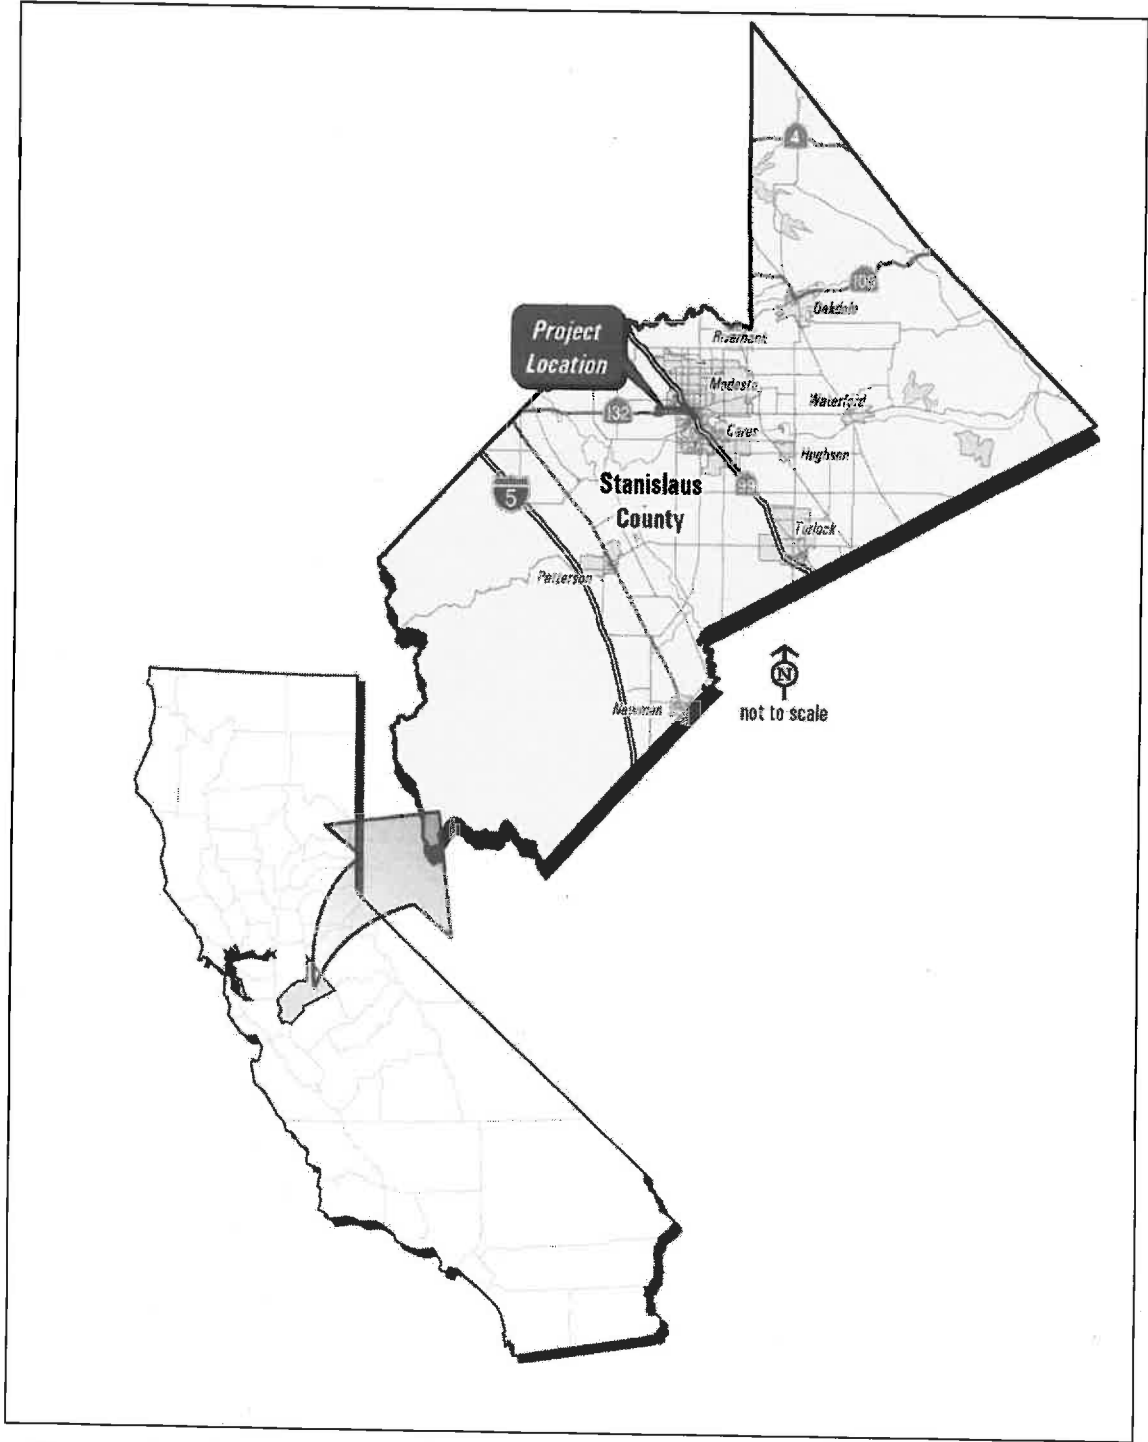 4
108
Oakdale
Project
Location
Riverbank
Modesto
132
Waterford
Ceres
Hughson
99
5
Stanislaus
County
Turlock
Patterson
Newman
N
not to scale